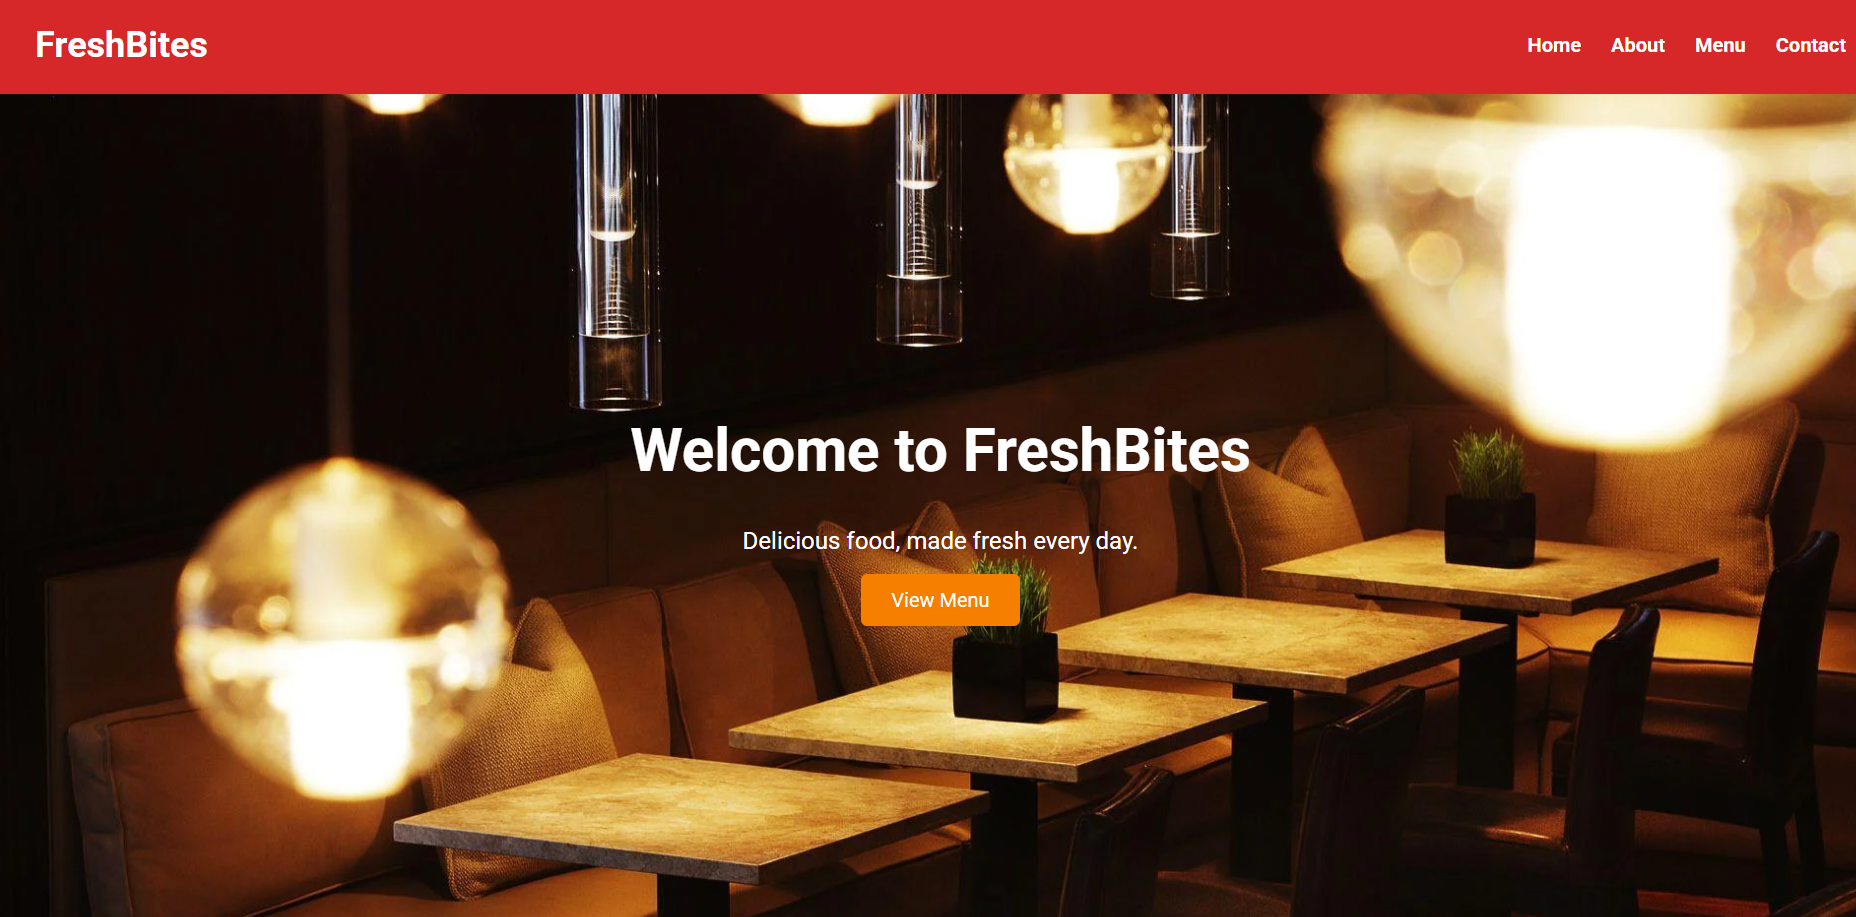 FreshBites
Home About Menu Contact
Welcome to FreshBites
Delicious food, made fresh every day.
View Menu